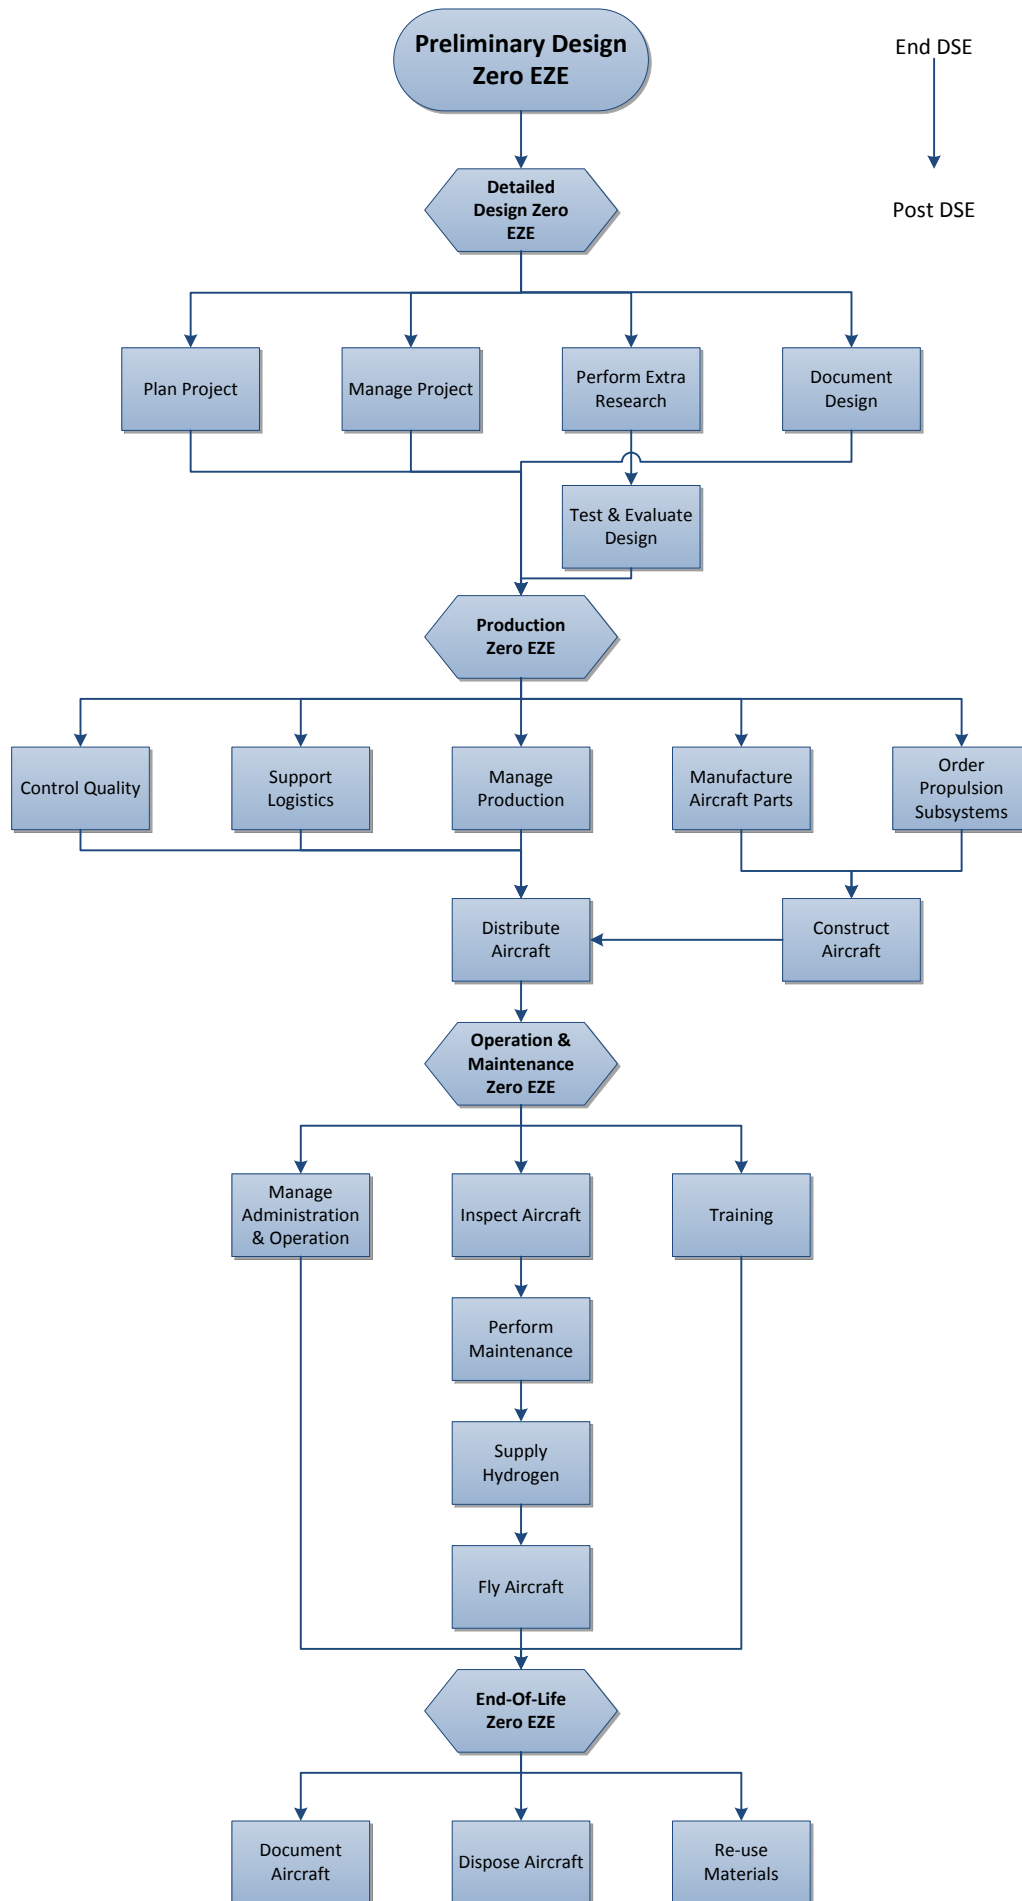 Preliminary Design
Zero EZE
End DSE
Post DSE
Detailed
Design Zero
EZE
Plan Project
Manage Project
Perform Extra
Research
Document
Design
Test & Evaluate
Design
Production
Zero EZE
Control Quality
Support
Logistics
Manage
Production
Manufacture
Aircraft Parts
Order
Propulsion
Subsystems
Distribute
Aircraft
Construct
Aircraft
Operation &
Maintenance
Zero EZE
Manage
Administration
& Operation
Inspect Aircraft
Training
Perform
Maintenance
Supply
Hydrogen
Fly Aircraft
End-Of-Life
Zero EZE
Document
Aircraft
Dispose Aircraft
Re-use
Materials